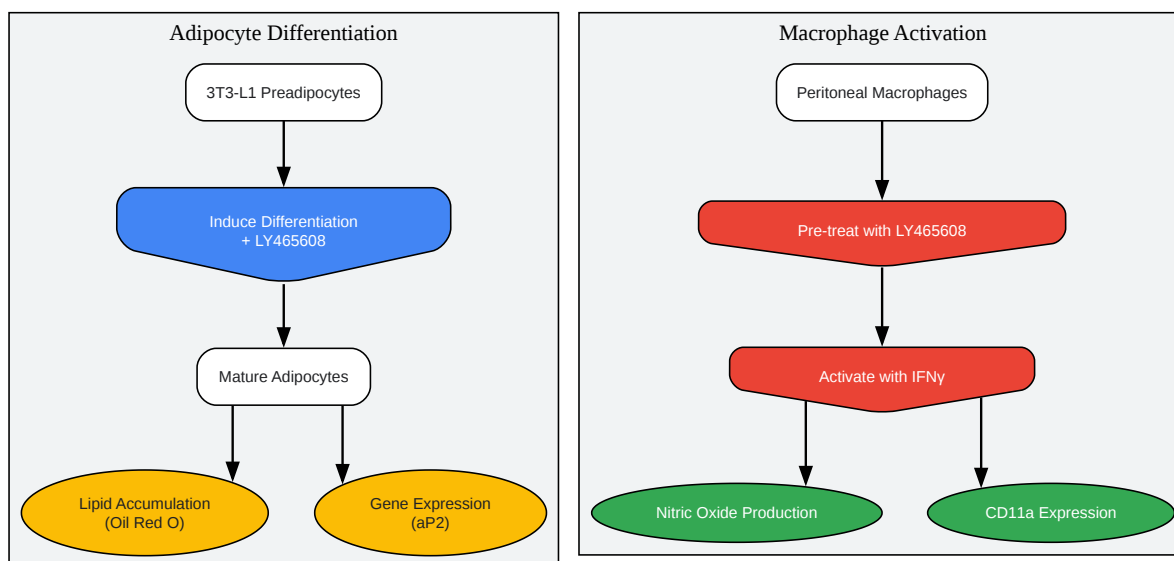 Adipocyte Differentiation
3T3-L1 Preadipocytes
Induce Differentiation
+ LY465608
Mature Adipocytes
Lipid Accumulation
(Oil Red O)
Gene Expression
(aP2)
Macrophage Activation
Peritoneal Macrophages
Pre-treat with LY465608
Activate with IFNγ
Nitric Oxide Production
CD11a Expression